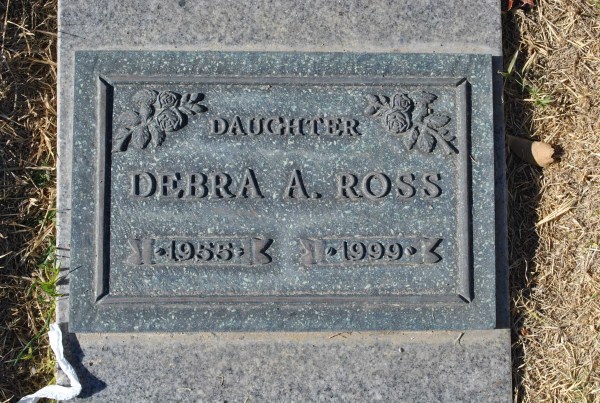 DAUGHTER
DEBRA A. ROSS
·1955· ·1999·